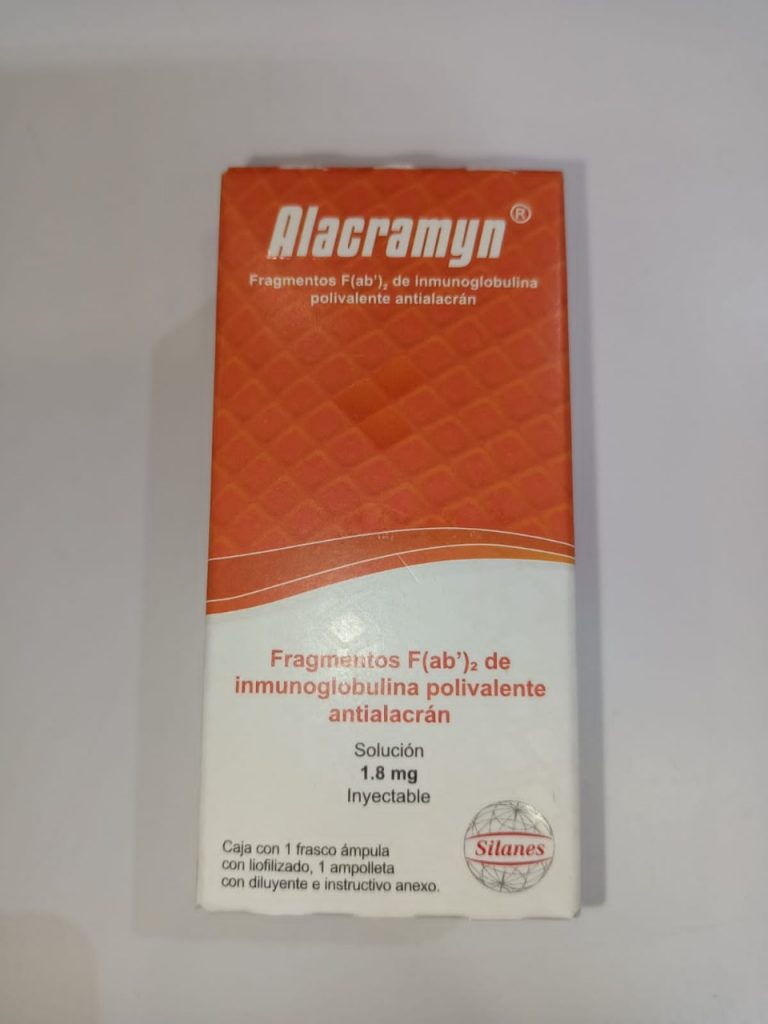 Alacramyn®
Fragmentos F(ab')₂ de inmunoglobulina
polivalente antialacrán
Fragmentos F(ab')₂ de
inmunoglobulina polivalente
antialacrán
Solución
1.8 mg
Inyectable
Caja con 1 frasco ámpula
con liofilizado, 1 ampolleta
con diluyente e instructivo anexo.
Silanes